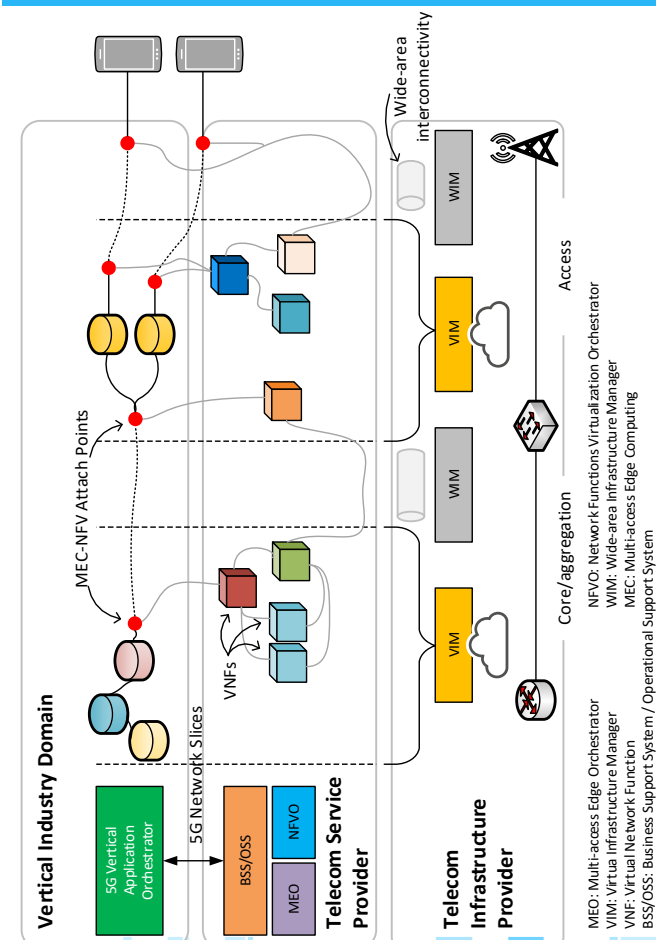 Vertical Industry Domain
5G Vertical
Application
Orchestrator
MEC-NFV Attach Points
5G Network Slices
BSS/OSS
MEO
NFVO
Telecom Service
Provider
VNFs
Wide-area
interconnectivity
Telecom
Infrastructure
Provider
VIM
WIM
VIM
WIM
Core/aggregation
Access
MEO: Multi-access Edge Orchestrator
VIM: Virtua Infrastructure Manager
VNF: Virtual Network Function
BSS/OSS: Business Support System / Operational Support System
NFVO: Network Functions Virtualization Orchestrator
WIM: Wide-area Infrastructure Manager
MEC: Multi-access Edge Computing